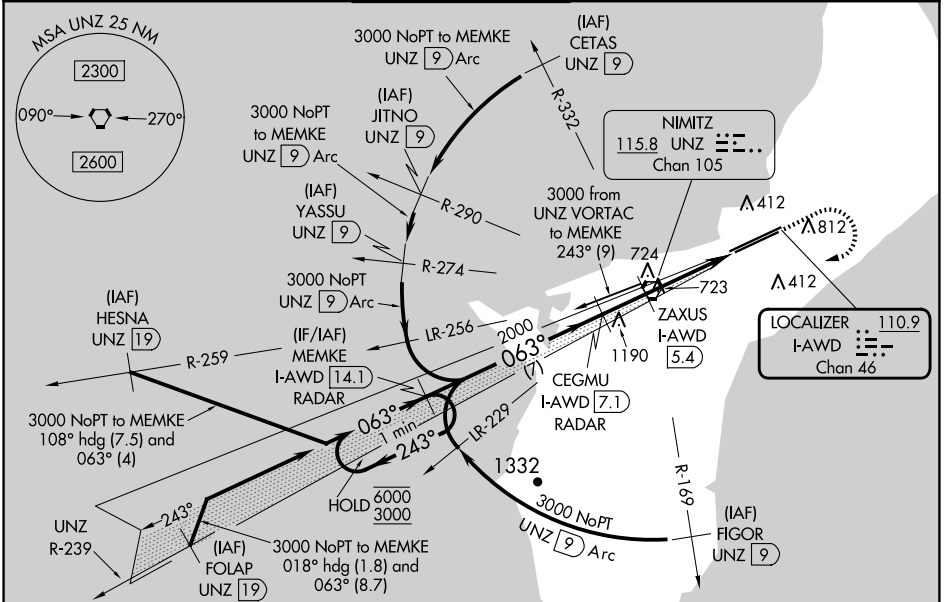 MSA UNZ 25 NM
2300
090°
270°
2600
3000 NoPT to MEMKE
UNZ 9 Arc
(IAF)
CETAS
UNZ 9
R-332
(IAF)
JITNO
UNZ 9
3000 NoPT
to MEMKE
UNZ 9 Arc
R-290
(IAF)
YASSU
UNZ 9
R-274
3000 NoPT
UNZ 9 Arc
NIMITZ
115.8 UNZ
Chan 105
3000 from
UNZ VORTAC
to MEMKE
243° (9)
412
812
412
724
723
ZAXUS
I-AWD
5.4
LOCALIZER 110.9
I-AWD
Chan 46
1190
CEGMU
I-AWD 7.1
RADAR
(IAF)
HESNA
UNZ 19
R-259
LR-256
2000
063°
(7)
(IF/IAF)
MEMKE
I-AWD 14.1
RADAR
3000 NoPT to MEMKE
108° hdg (7.5) and
063° (4)
063°
1 min
243°
LR-229
HOLD 6000
3000
1332
3000 NoPT
UNZ 9 Arc
R-169
(IAF)
FIGOR
UNZ 9
243°
UNZ
R-239
(IAF)
FOLAP
UNZ 19
3000 NoPT to MEMKE
018° hdg (1.8) and
063° (8.7)